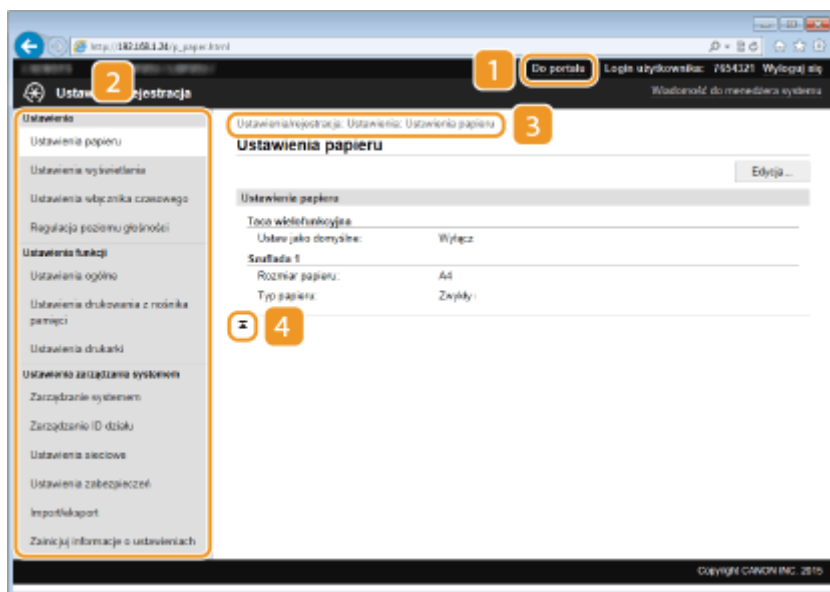 http://192.168.1.24/p_paper.html
1
Do portalu
Login użytkownika: 7654321 Wyloguj się
2
Ustaw ejestracja
Wiadomość do menedżera systemu
Ustawienia
Ustawienia papieru
Ustawienia wyświetlania
Ustawienia włącznika czasowego
Regulacja poziomu głośności
Ustawienia funkcji
Ustawienia ogólne
Ustawienia drukowania z nośnika
pamięci
Ustawienia drukarki
Ustawienia zarządzania systemem
Zarządzanie systemem
Zarządzanie ID działu
Ustawienia sieciowe
Ustawienia zabezpieczeń
Import/eksport
Zainicjuj informacje o ustawieniach
Ustawienia/rejestracja: Ustawienia: Ustawienia papieru
3
Ustawienia papieru
Edycja...
Ustawienia papieru
Taca wielofunkcyjna
Ustaw jako domyślne: Wyłącz
Szuflada 1
Rozmiar papieru: A4
Typ papieru: Zwykły
4
Copyright CANON INC. 2015